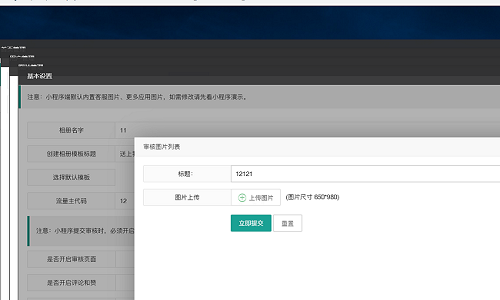 基本设置
注意：小程序端默认内置客服图片，更多应用图片，如需修改请先看小程序演示。
相册名字 11
创建相册模板标题 送上
选择默认模板
流量主代码 12
注意：小程序提交审核时，必须开启
是否开启审核页面
是否开启评论和赞
审核图片列表
标题： 12121
图片上传 上传图片 (图片尺寸 650*980)
立即提交 重置